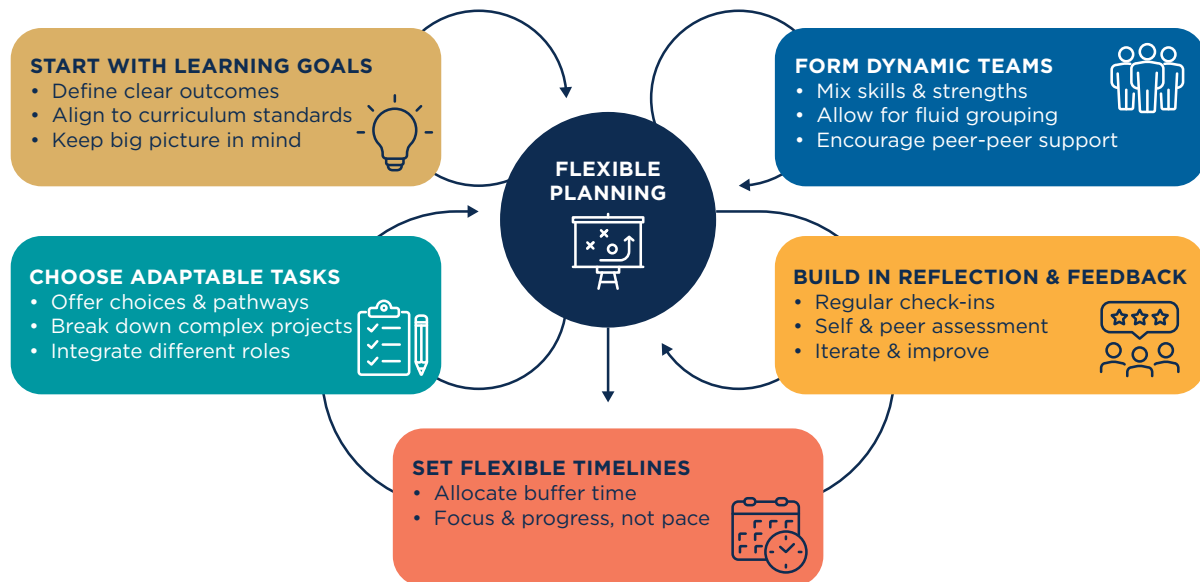 START WITH LEARNING GOALS
• Define clear outcomes
• Align to curriculum standards
• Keep big picture in mind
FORM DYNAMIC TEAMS
• Mix skills & strengths
• Allow for fluid grouping
• Encourage peer-peer support
FLEXIBLE
PLANNING
CHOOSE ADAPTABLE TASKS
• Offer choices & pathways
• Break down complex projects
• Integrate different roles
BUILD IN REFLECTION & FEEDBACK
• Regular check-ins
• Self & peer assessment
• Iterate & improve
SET FLEXIBLE TIMELINES
• Allocate buffer time
• Focus & progress, not pace